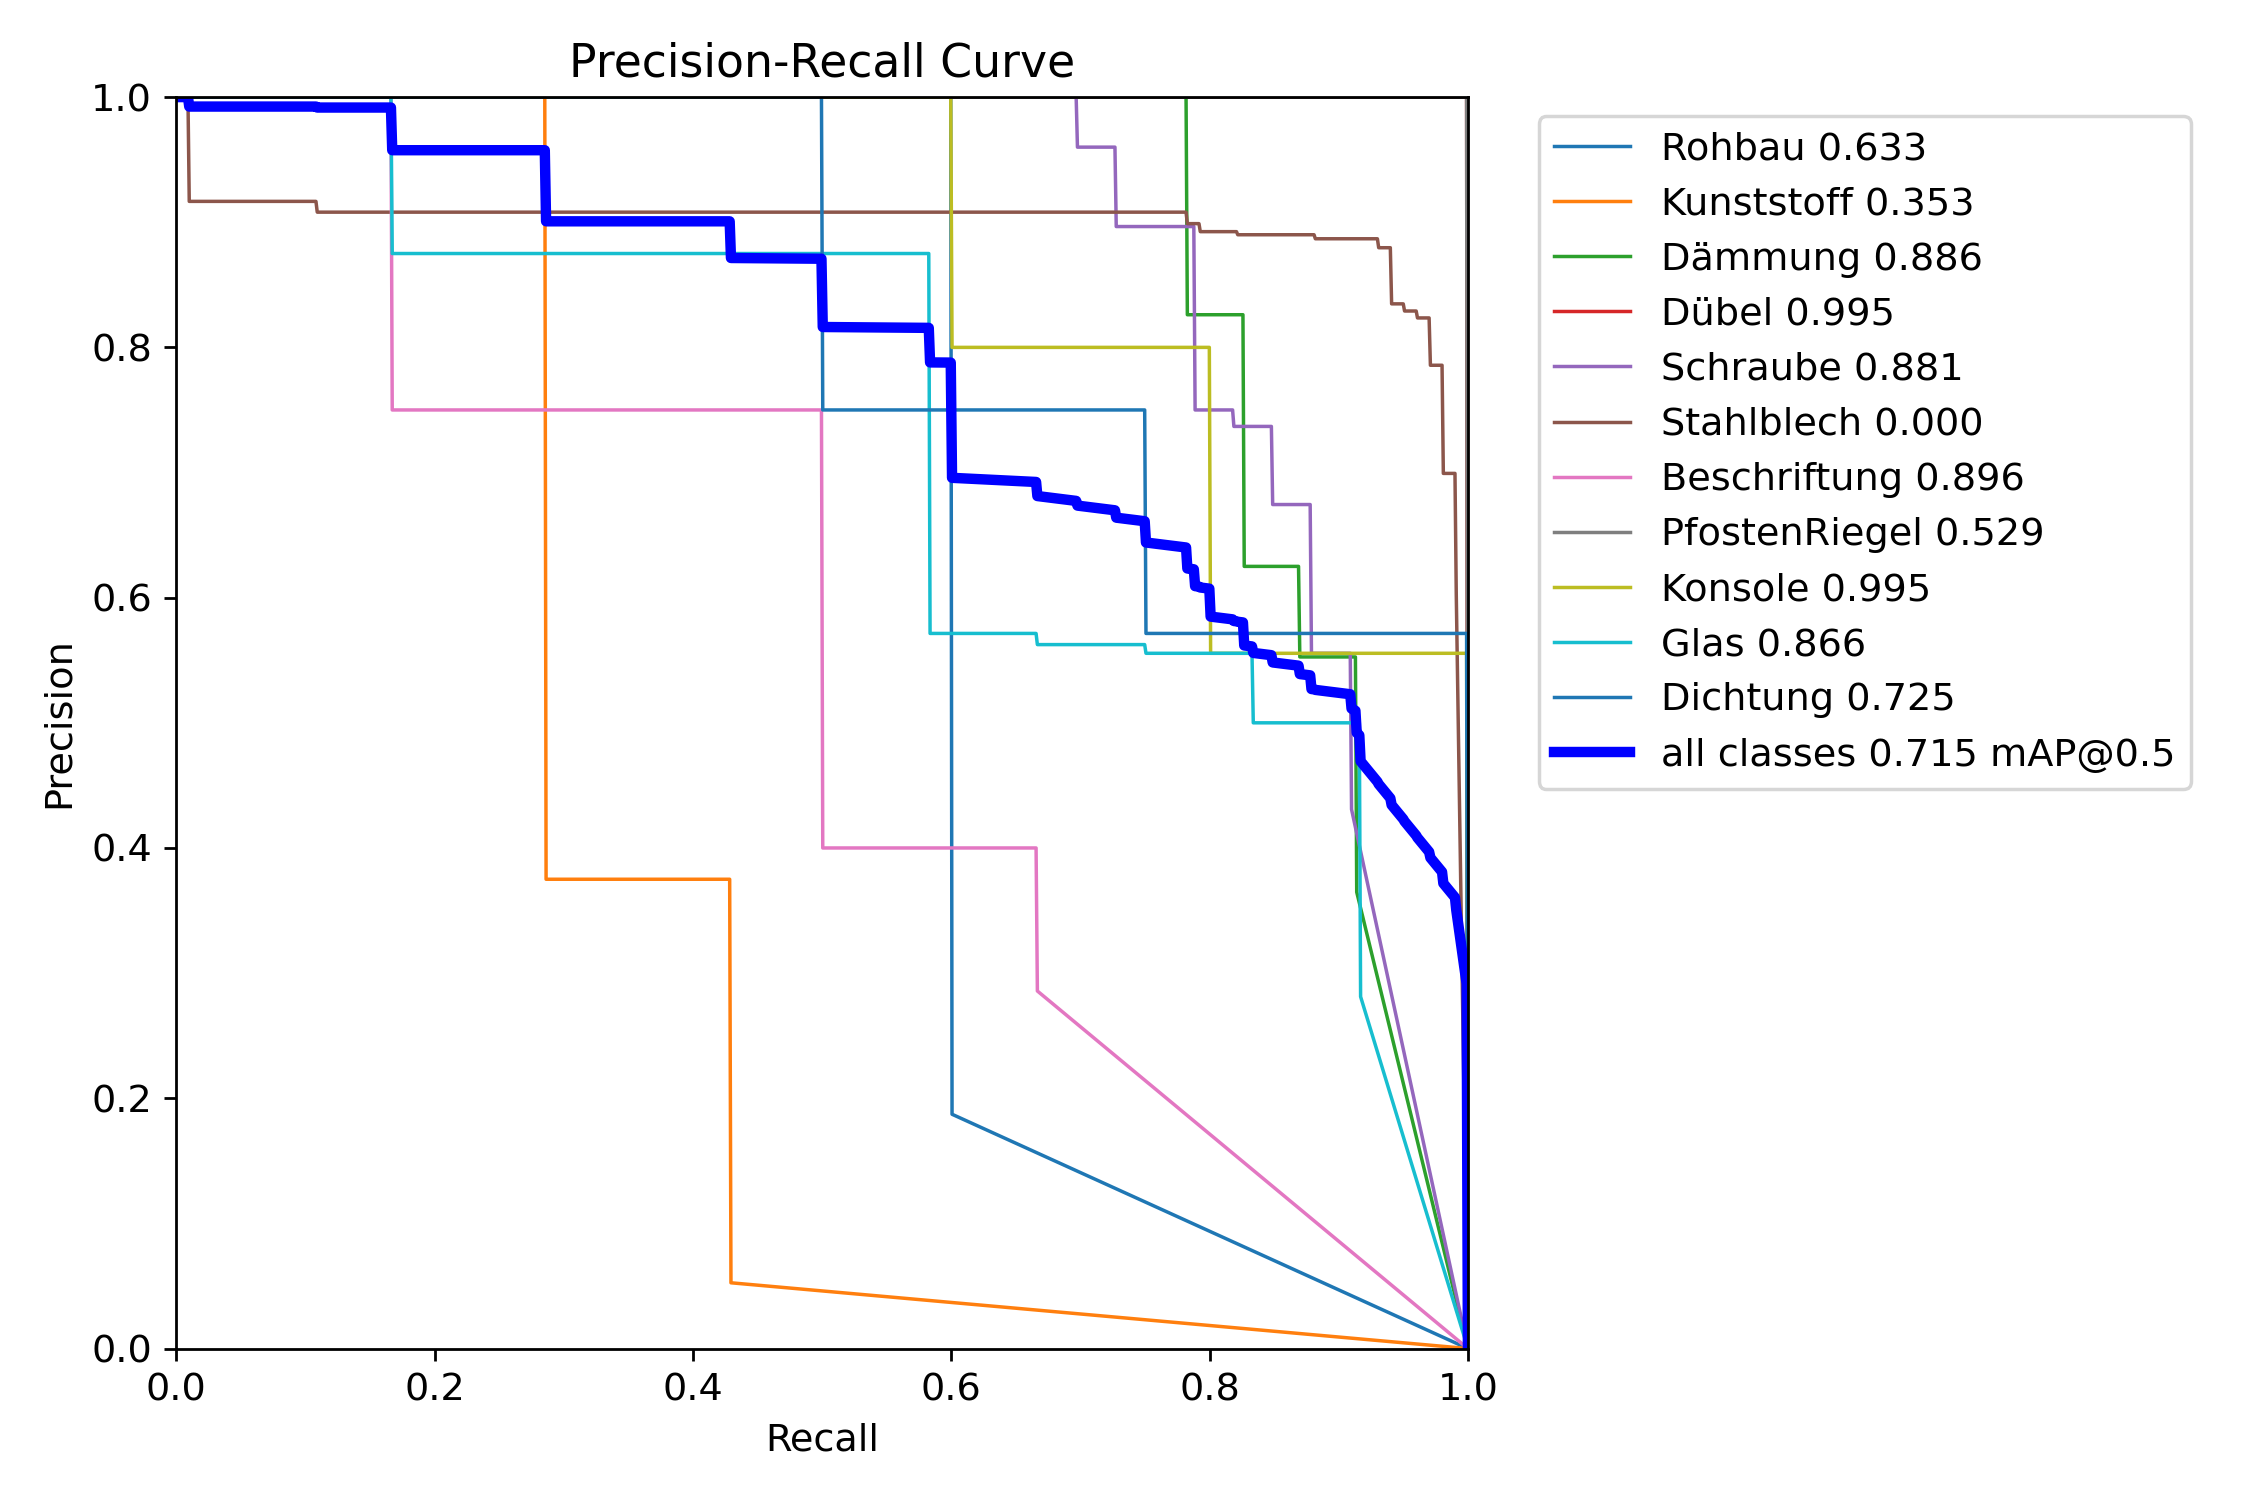 Precision-Recall Curve
1.0
0.8
0.6
0.4
0.2
0.0
Precision
0.0 0.2 0.4 0.6 0.8 1.0
Recall
Rohbau 0.633
Kunststoff 0.353
Dämmung 0.886
Dübel 0.995
Schraube 0.881
Stahlblech 0.000
Beschriftung 0.896
PfostenRiegel 0.529
Konsole 0.995
Glas 0.866
Dichtung 0.725
all classes 0.715 mAP@0.5